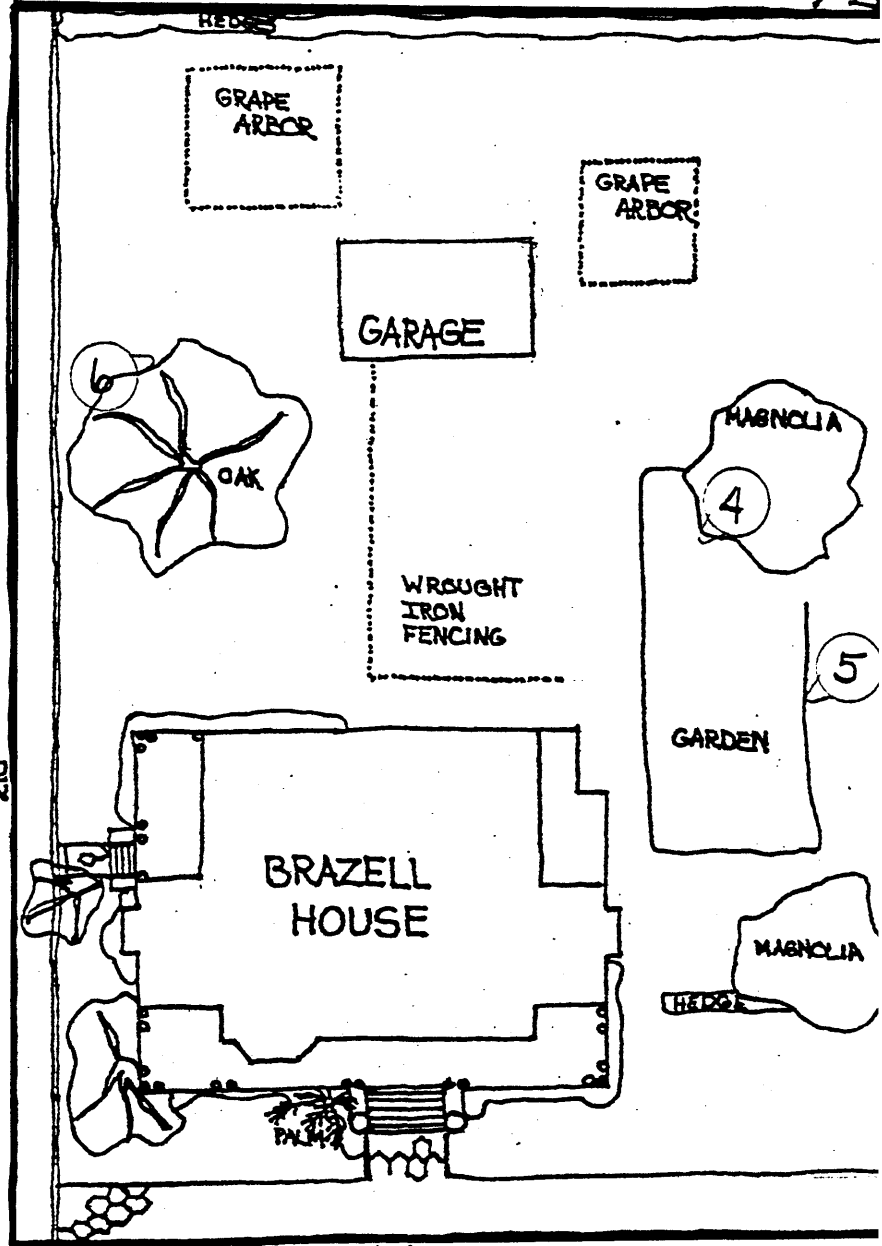 HEDGE
GRAPE
ARBOR
GRAPE
ARBOR
GARAGE
6
OAK
MAGNOLIA
4
WROUGHT
IRON
FENCING
5
GARDEN
BRAZELL
HOUSE
MAGNOLIA
HEDGE
PALM